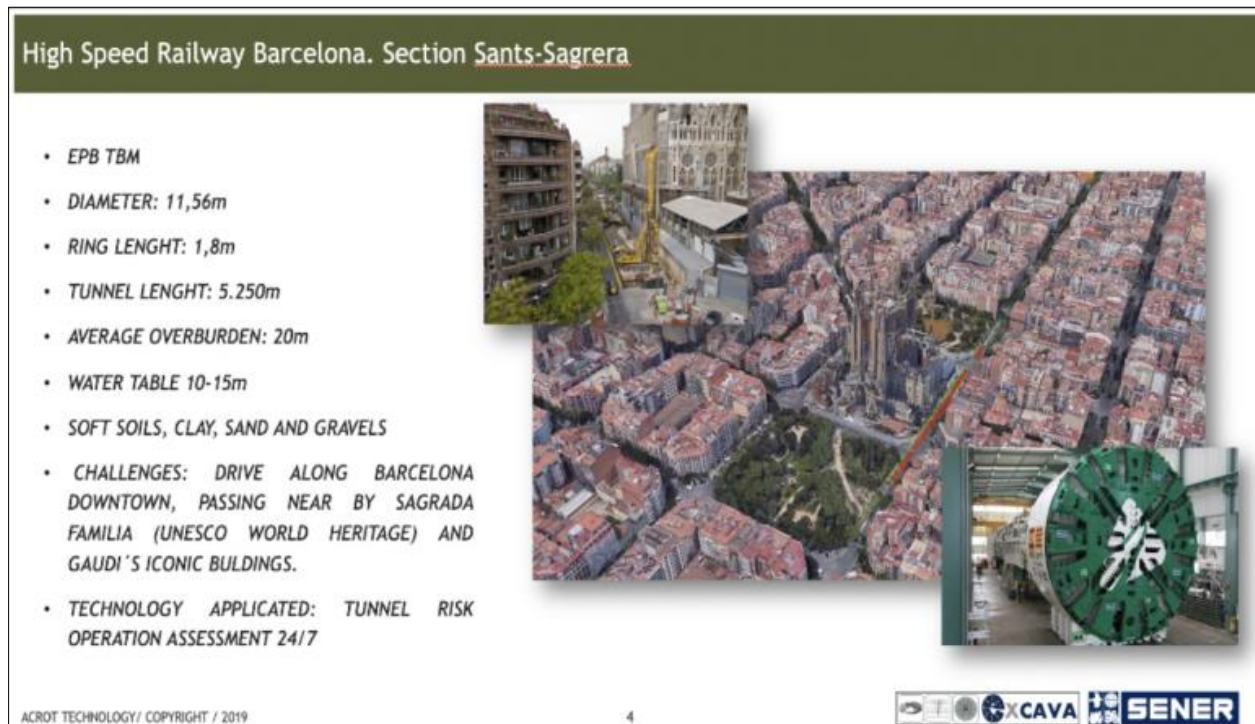 High Speed Railway Barcelona. Section Sants-Sagrera
• EPB TBM
• DIAMETER: 11,56m
• RING LENGHT: 1,8m
• TUNNEL LENGHT: 5.250m
• AVERAGE OVERBURDEN: 20m
• WATER TABLE 10-15m
• SOFT SOILS, CLAY, SAND AND GRAVELS
• CHALLENGES: DRIVE ALONG BARCELONA
DOWNTOWN, PASSING NEAR BY SAGRADA
FAMILIA (UNESCO WORLD HERITAGE) AND
GAUDI´S ICONIC BULDINGS.
• TECHNOLOGY APPLICATED: TUNNEL RISK
OPERATION ASSESSMENT 24/7
ACROT TECHNOLOGY/ COPYRIGHT / 2019
4
XCAVA
SENER